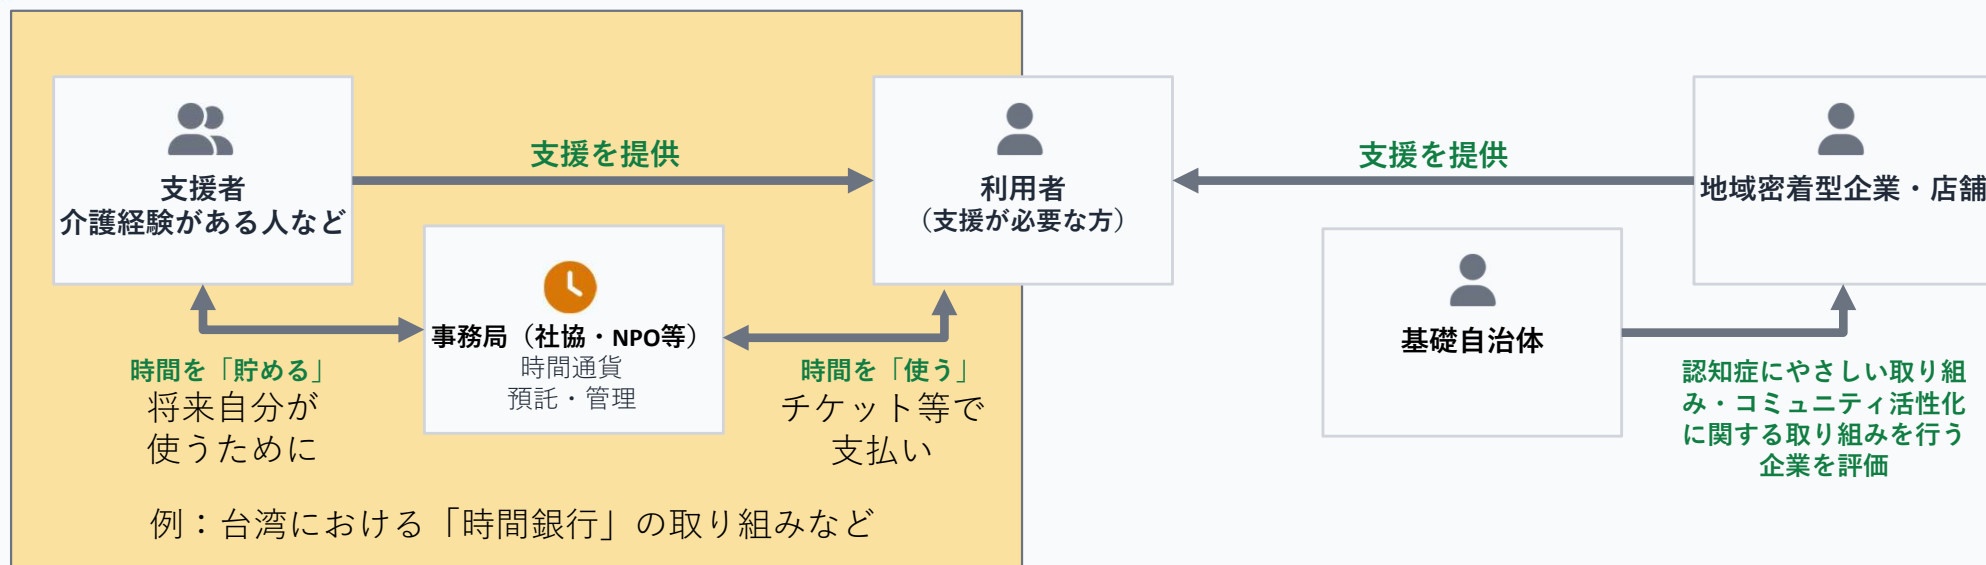 支援を提供
支援者
介護経験がある人など
利用者
（支援が必要な方）
支援を提供
地域密着型企業・店舗
事務局（社協・NPO等）
時間通貨
預託・管理
基礎自治体
時間を「貯める」
将来自分が
使うために
時間を「使う」
チケット等で
支払い
認知症にやさしい取り組
み・コミュニティ活性化
に関する取り組みを行う
企業を評価
例：台湾における「時間銀行」の取り組みなど